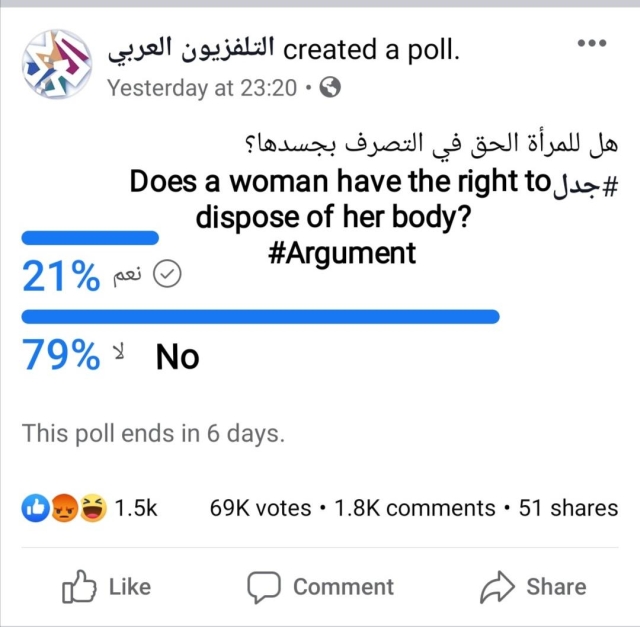 التلفزيون العربي created a poll.
Yesterday at 23:20 •
هل للمرأة الحق في التصرف بجسدها؟
Does a woman have the right to #جدل
dispose of her body?
#Argument
21% نعم
79% لا No
This poll ends in 6 days.
1.5k 69K votes • 1.8K comments • 51 shares
Like Comment Share